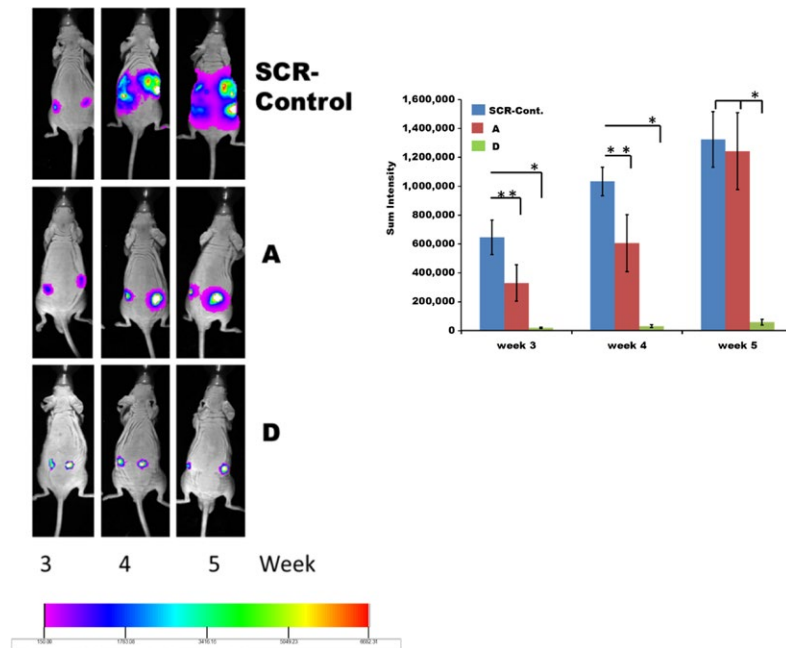 SCR-
Control
A
D
3 4 5 Week
1,600,000
1,400,000
1,200,000
1,000,000
800,000
600,000
400,000
200,000
0
Sum Intensity
SCR-Cont.
A
D
* *
*
* *
*
*
week 3 week 4 week 5